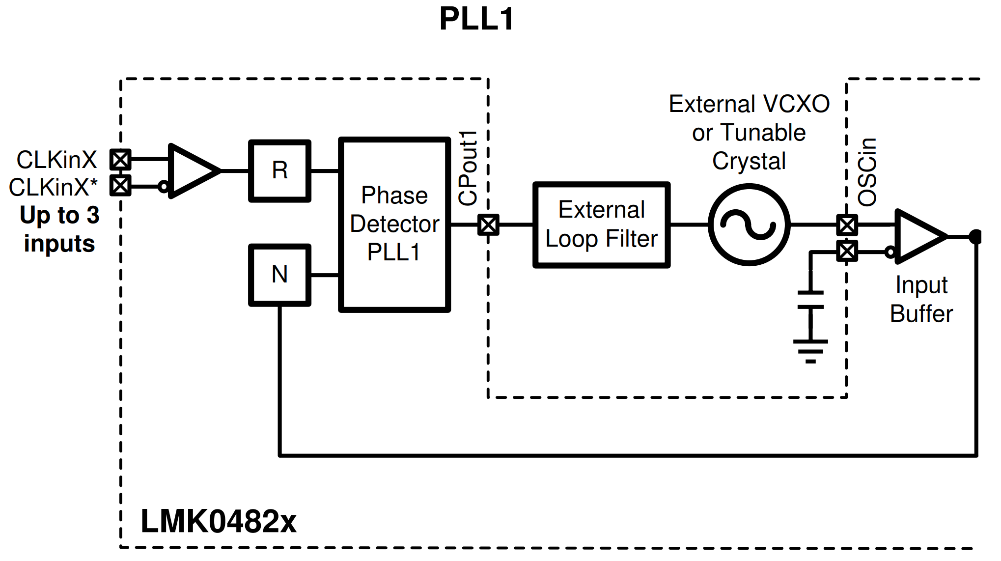 PLL1
External VCXO
or Tunable
Crystal
CLKinX
CLKinX*
Up to 3
inputs
R
N
Phase
Detector
PLL1
CPout1
External
Loop Filter
OSCin
Input
Buffer
LMK0482x